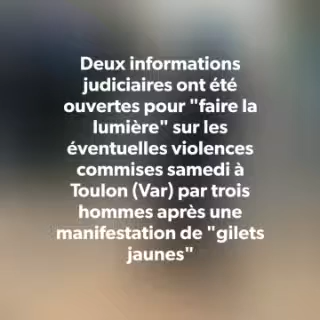 Deux informations
judiciaires ont été
ouvertes pour "faire la
lumière" sur les
éventuelles violences
commises samedi à
Toulon (Var) par trois
hommes après une
manifestation de "gilets
jaunes"